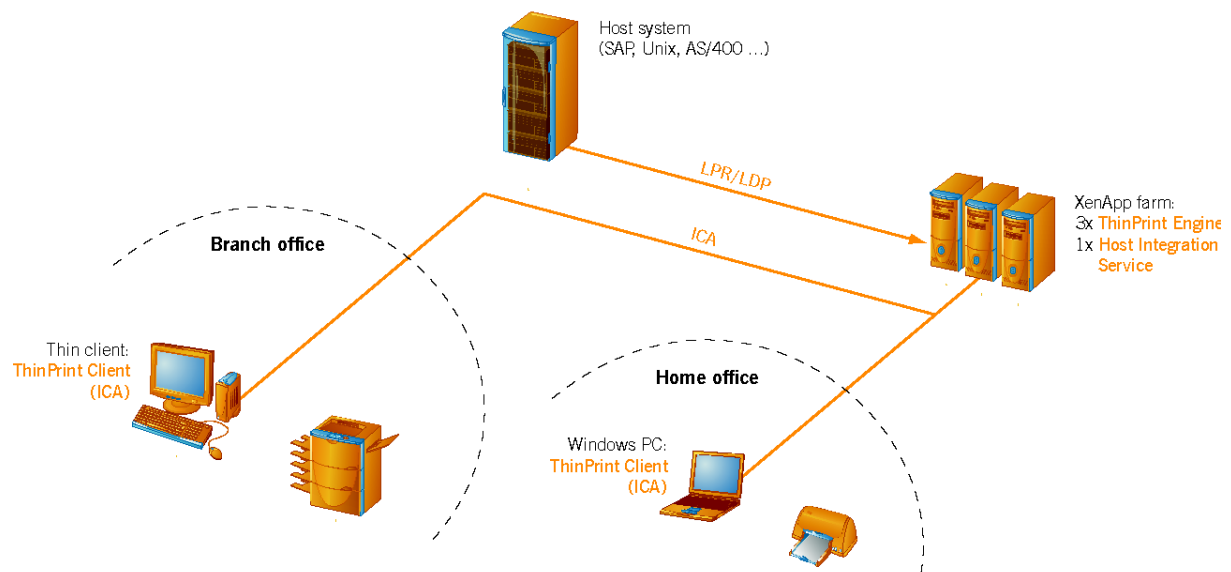 Host system
(SAP, Unix, AS/400 ...)
LPR/LDP
XenApp farm:
3x ThinPrint Engine
1x Host Integration
Service
ICA
Branch office
Thin client:
ThinPrint Client
(ICA)
Home office
Windows PC:
ThinPrint Client
(ICA)